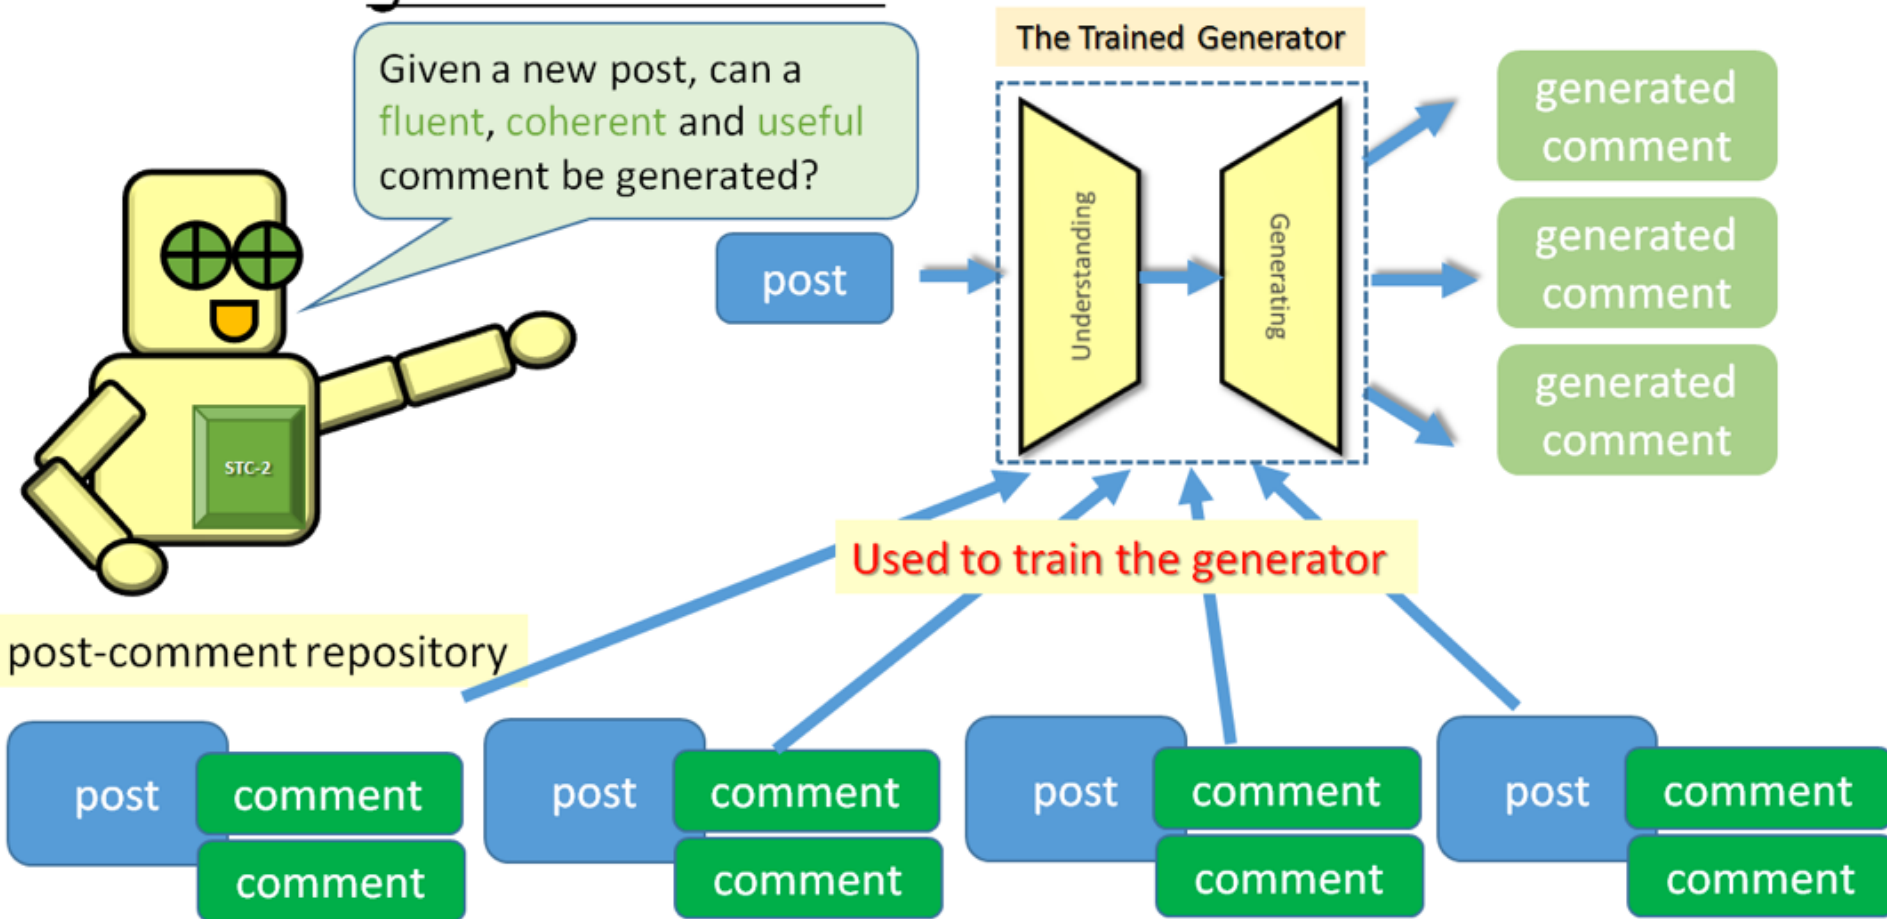 The Trained Generator
Given a new post, can a
fluent, coherent and useful
comment be generated?
post
Understanding
Generating
generated
comment
generated
comment
generated
comment
STC-2
Used to train the generator
post-comment repository
post
comment
comment
post
comment
comment
post
comment
comment
post
comment
comment